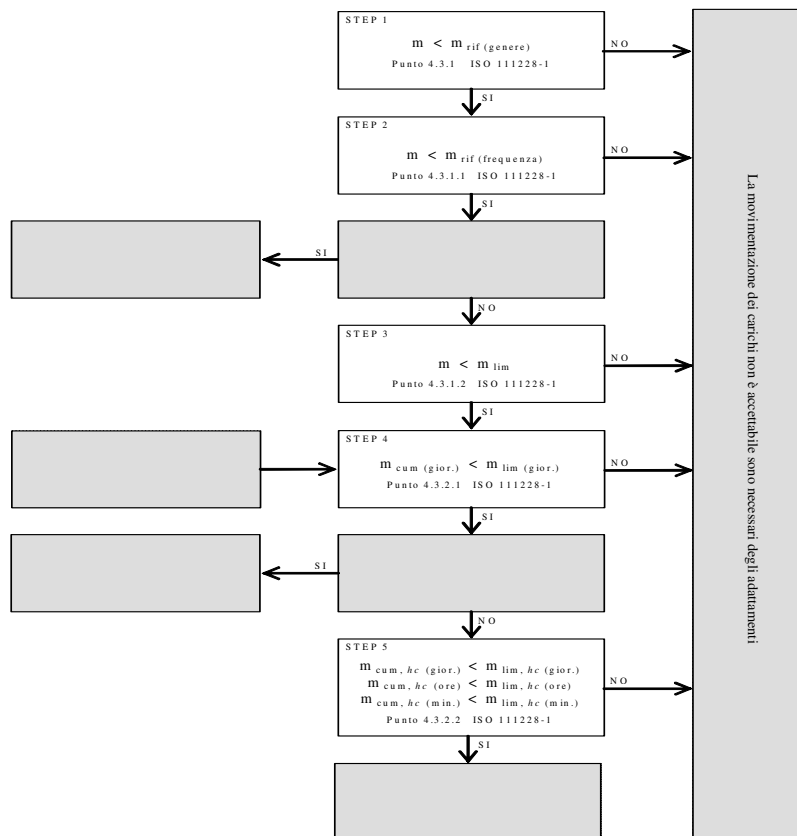 STEP 1
m < m rif (genere)
Punto 4.3.1 ISO 111228-1
NO
SI
STEP 2
m < m rif (frequenza)
Punto 4.3.1.1 ISO 111228-1
NO
SI
SI
NO
STEP 3
m < m lim
Punto 4.3.1.2 ISO 111228-1
NO
SI
STEP 4
m cum (gior.) < m lim (gior.)
Punto 4.3.2.1 ISO 111228-1
NO
SI
SI
NO
STEP 5
m cum, hc (gior.) < m lim, hc (gior.)
m cum, hc (ore) < m lim, hc (ore)
m cum, hc (min.) < m lim, hc (min.)
Punto 4.3.2.2 ISO 111228-1
NO
SI
La movimentazione dei carichi non è accettabile sono necessari degli adattamenti